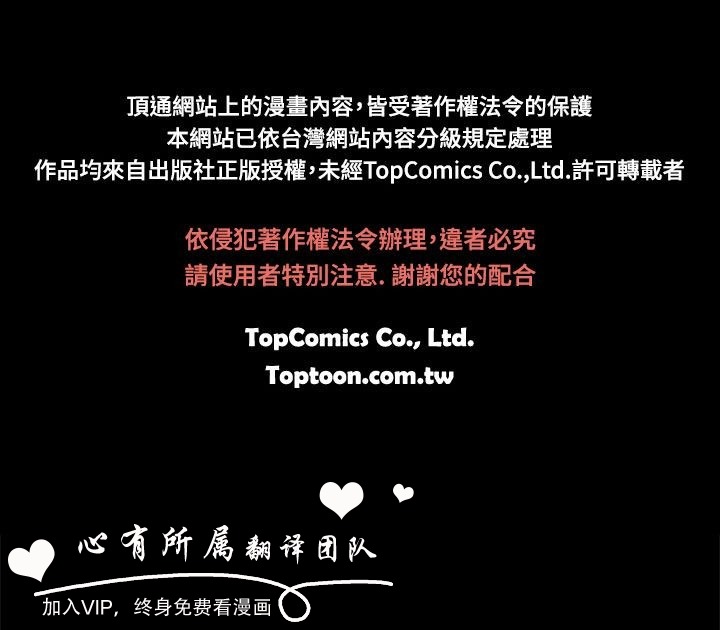 頂通網站上的漫畫內容，皆受著作權法令的保護
本網站已依台灣網站內容分級規定處理
作品均來自出版社正版授權，未經TopComics Co.,Ltd.許可轉載者
依侵犯著作權法令辦理，違者必究
請使用者特別注意. 謝謝您的配合
TopComics Co., Ltd.
Toptoon.com.tw
心有所属翻译团队
加入VIP，终身免费看漫画